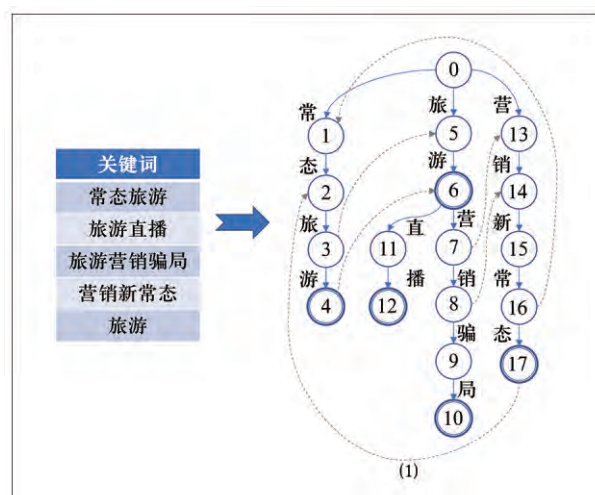 关键词
常态旅游
旅游直播
旅游营销骗局
营销新常态
旅游
0
常 旅 营
1 5 13
态 游 销
2 6 14
旅 直 营 新
3 11 7 15
游 播 销 常
4 12 8 16
骗 态
9 17
局
10
(1)